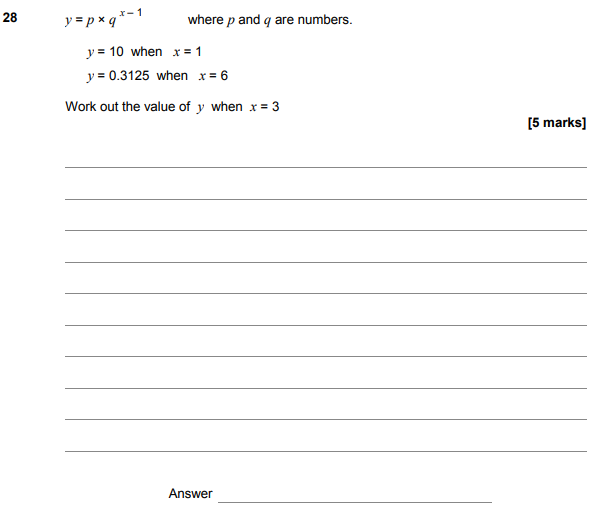 28 y = p × q^(x – 1) where p and q are numbers.
y = 10 when x = 1
y = 0.3125 when x = 6
Work out the value of y when x = 3
[5 marks]
Answer